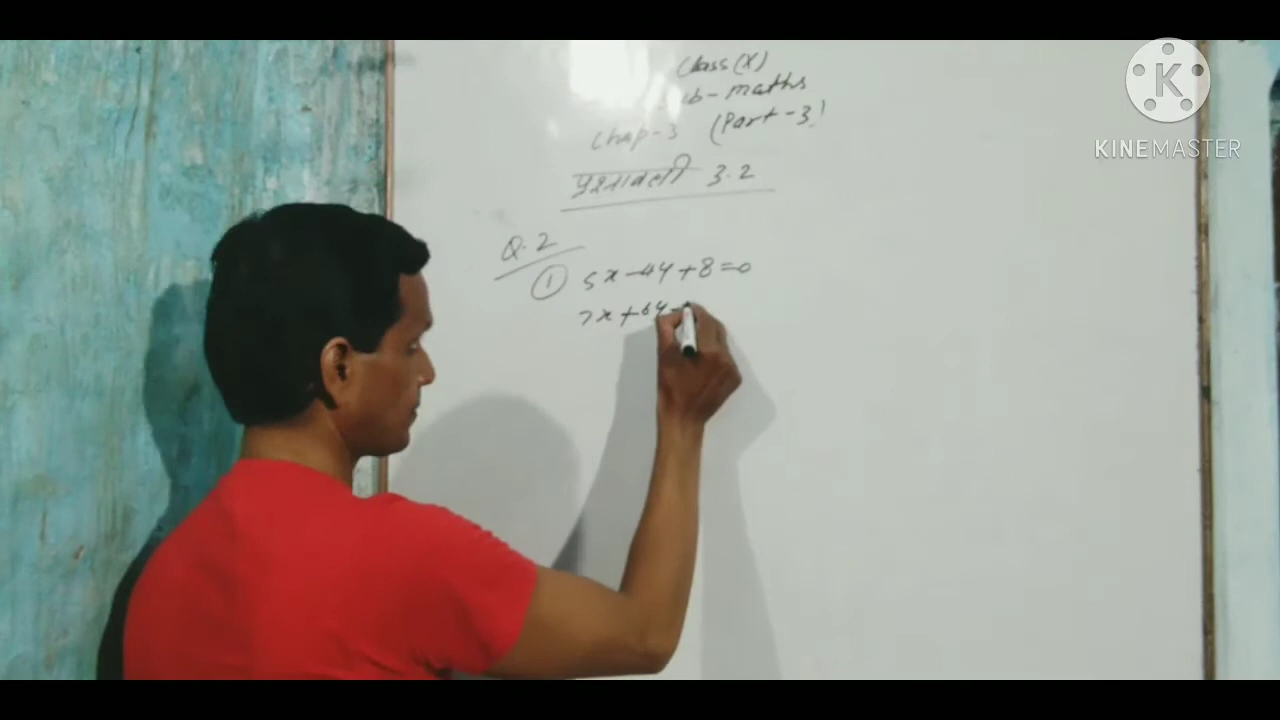 Class (X)
ub - maths
Chap-3 (Part-3)
प्रश्नावली 3.2
Q.2
① 5x - 4y + 8 = 0
7x + 6y -
K
KINEMASTER